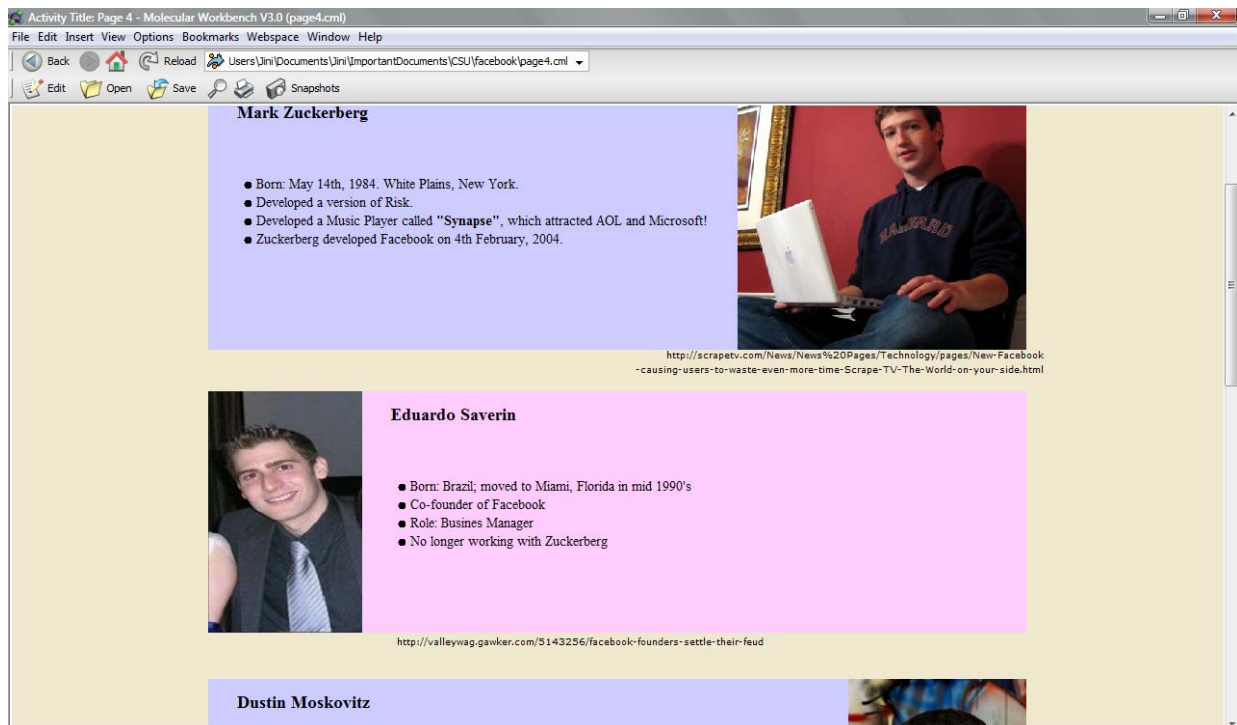 Activity Title: Page 4 - Molecular Workbench V3.0 (page4.cml)
File Edit Insert View Options Bookmarks Webspace Window Help
Back Reload Users\Jini\Documents\Jini\ImportantDocuments\CSU\facebook\page4.cml
Edit Open Save Snapshots
Mark Zuckerberg
Born: May 14th, 1984. White Plains, New York.
Developed a version of Risk.
Developed a Music Player called "Synapse", which attracted AOL and Microsoft!
Zuckerberg developed Facebook on 4th February, 2004.
HARVARD
http://scrapetv.com/News/News%20Pages/Technology/pages/New-Facebook
-causing-users-to-waste-even-more-time-Scrape-TV-The-World-on-your-side.html
Eduardo Saverin
Born: Brazil; moved to Miami, Florida in mid 1990's
Co-founder of Facebook
Role: Busines Manager
No longer working with Zuckerberg
http://valleywag.gawker.com/5143256/facebook-founders-settle-their-feud
Dustin Moskovitz